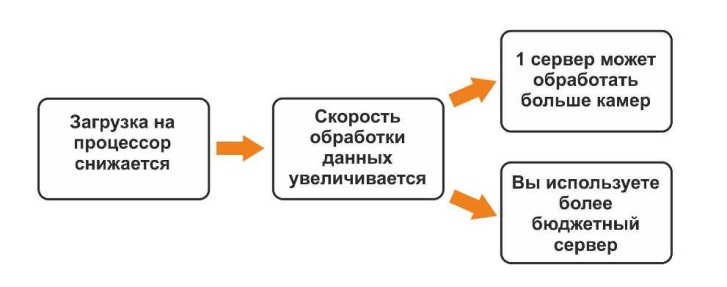 Загрузка на
процессор
снижается
Скорость
обработки
данных
увеличивается
1 сервер может
обработать
больше камер
Вы используете
более
бюджетный
сервер